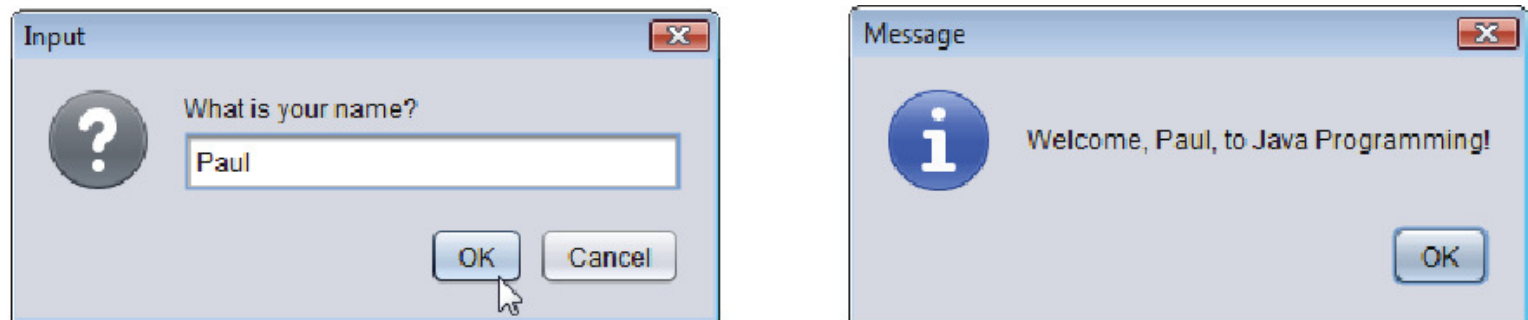 Input
What is your name?
Paul
OK
Cancel
Message
Welcome, Paul, to Java Programming!
OK